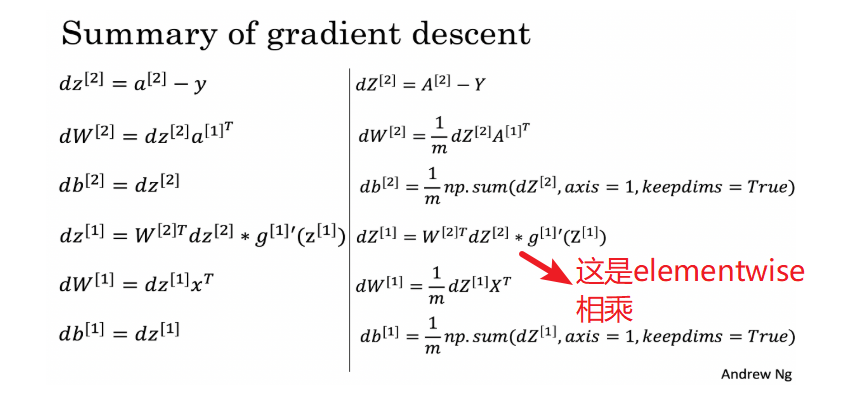 Summary of gradient descent
dz^[2] = a^[2] − y
dW^[2] = dz^[2]a^[1]^T
db^[2] = dz^[2]
dz^[1] = W^[2]T dz^[2] ∗ g^[1]′(z^[1])
dW^[1] = dz^[1]x^T
db^[1] = dz^[1]
dZ^[2] = A^[2] − Y
dW^[2] = 1/m dZ^[2]A^[1]^T
db^[2] = 1/m np.sum(dZ^[2], axis = 1, keepdims = True)
dZ^[1] = W^[2]T dZ^[2] ∗ g^[1]′(Z^[1])
这是elementwise
相乘
dW^[1] = 1/m dZ^[1]X^T
db^[1] = 1/m np.sum(dZ^[1], axis = 1, keepdims = True)
Andrew Ng